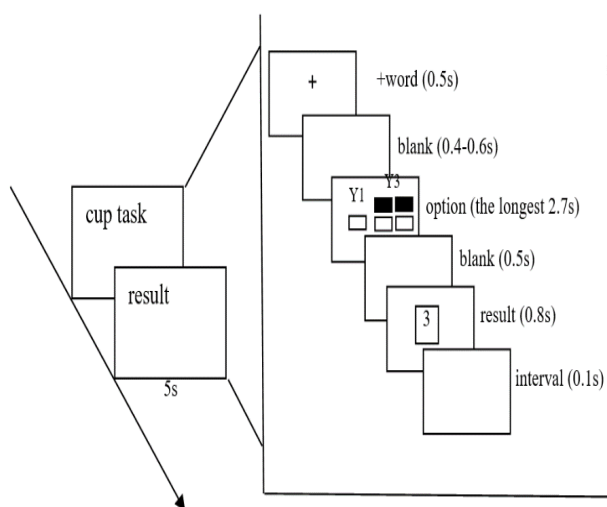 cup task
result
5s
+
+word (0.5s)
blank (0.4-0.6s)
Y1
Y3
option (the longest 2.7s)
blank (0.5s)
3
result (0.8s)
interval (0.1s)